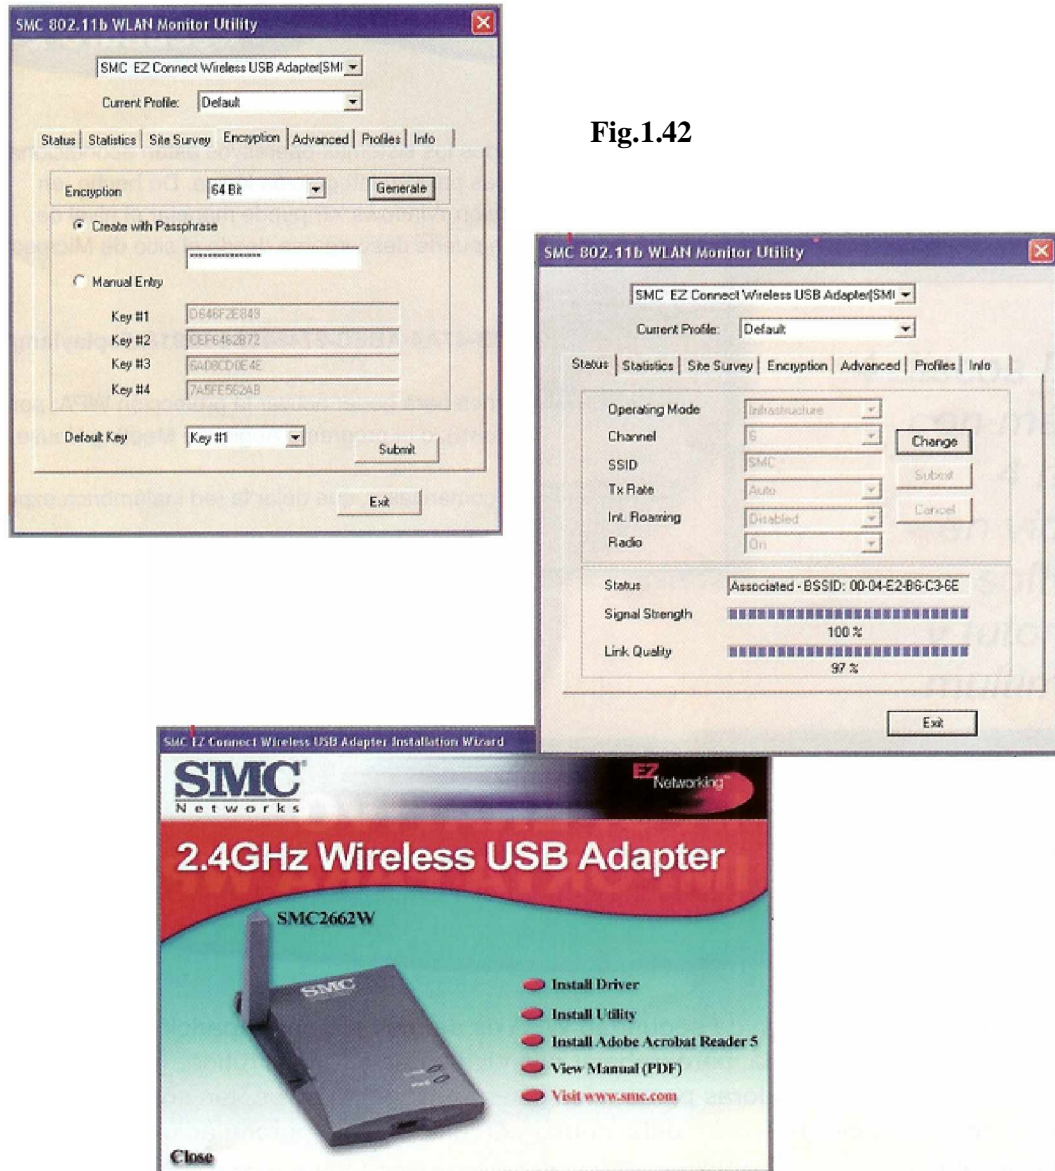 SMC 802.11b WLAN Monitor Utility
SMC EZ Connect Wireless USB Adapter(SMI
Current Profile: Default
Status Statistics Site Survey Encryption Advanced Profiles Info
Encryption 64 Bit Generate
Create with Passphrase
***************
Manual Entry
Key #1 D646F2E849
Key #2
Key #3 6AD8CD0E4E
Key #4 7A5FE562AB
Default Key Key #1 Submit
Exit
Fig.1.42
SMC 802.11b WLAN Monitor Utility
SMC EZ Connect Wireless USB Adapter(SMI
Current Profile: Default
Status Statistics Site Survey Encryption Advanced Profiles Info
Operating Mode Infrastructure
Channel 6 Change
SSID SMC Submit
Tx Rate Auto
Int. Roaming Disabled Cancel
Radio On
Status Associated - BSSID: 00-04-E2-B6-C3-6E
Signal Strength
100 %
Link Quality
97 %
Exit
SMC EZ Connect Wireless USB Adapter Installation Wizard
SMC
Networks
EZ Networking™
2.4GHz Wireless USB Adapter
SMC2662W
SMC
Install Driver
Install Utility
Install Adobe Acrobat Reader 5
View Manual (PDF)
Visit www.smc.com
Close